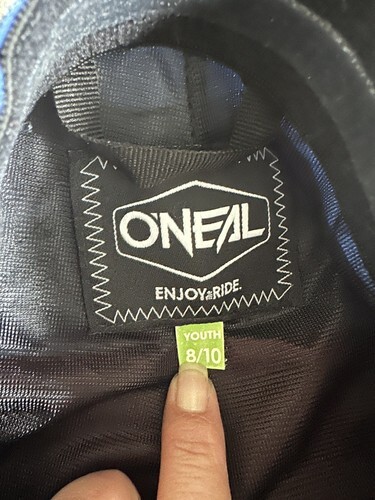 O'NEAL
ENJOY THE RIDE.
YOUTH
8/10